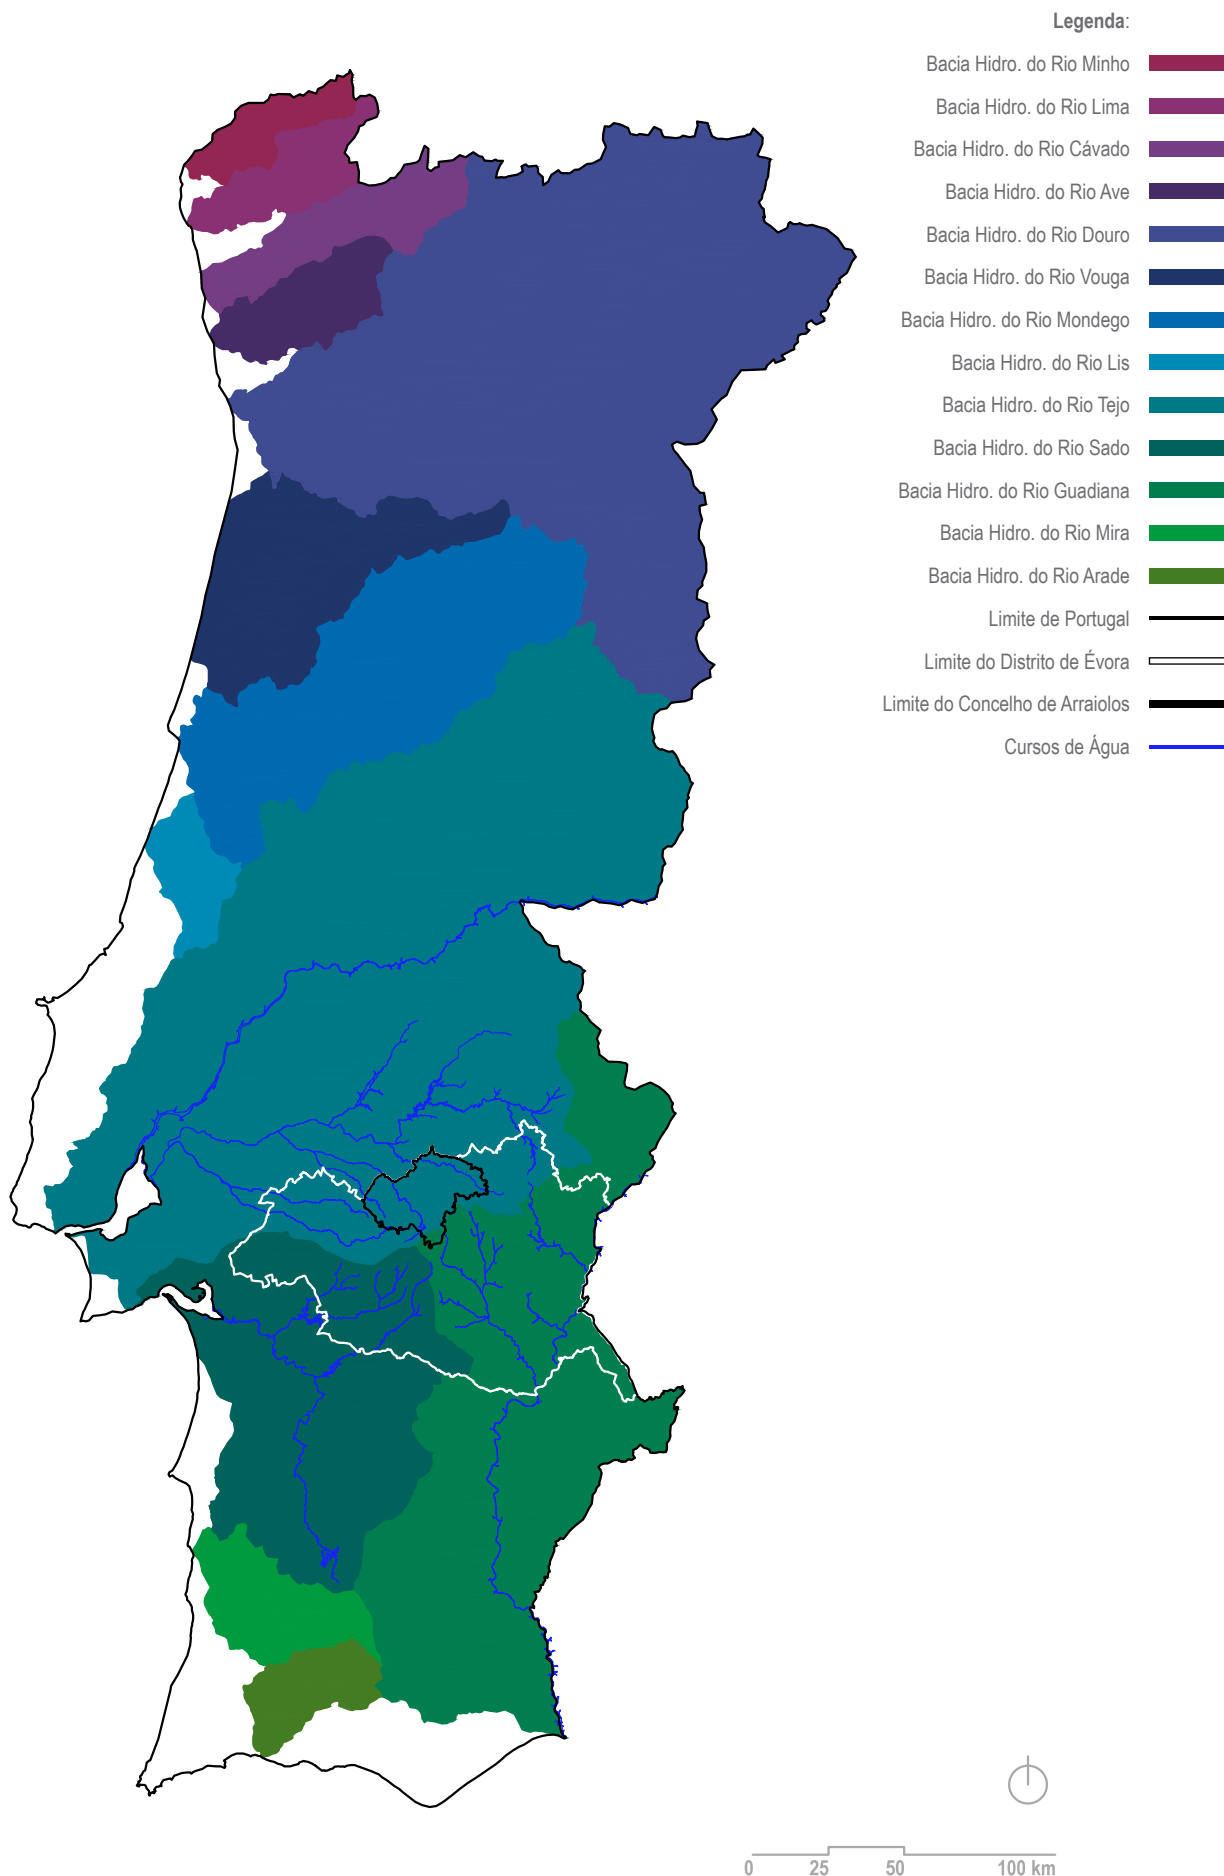 Legenda:
Bacia Hidro. do Rio Minho
Bacia Hidro. do Rio Lima
Bacia Hidro. do Rio Cávado
Bacia Hidro. do Rio Ave
Bacia Hidro. do Rio Douro
Bacia Hidro. do Rio Vouga
Bacia Hidro. do Rio Mondego
Bacia Hidro. do Rio Lis
Bacia Hidro. do Rio Tejo
Bacia Hidro. do Rio Sado
Bacia Hidro. do Rio Guadiana
Bacia Hidro. do Rio Mira
Bacia Hidro. do Rio Arade
Limite de Portugal
Limite do Distrito de Évora
Limite do Concelho de Arraiolos
Cursos de Água
0 25 50 100 km